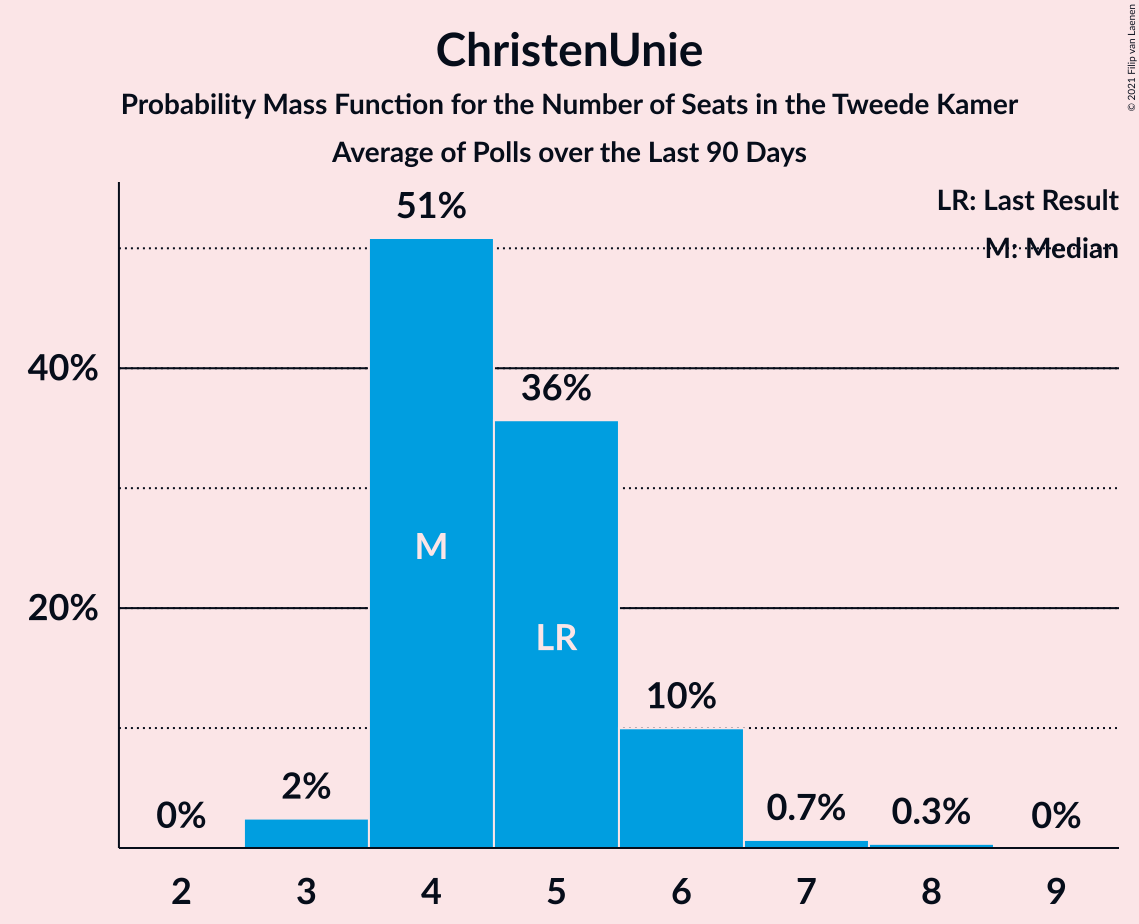 ChristenUnie
Probability Mass Function for the Number of Seats in the Tweede Kamer
Average of Polls over the Last 90 Days
© 2021 Filip van Laenen
LR: Last Result
M: Median
51%
40%
36%
M
20%
LR
10%
2%
0%
0.7%
0.3%
0%
2 3 4 5 6 7 8 9